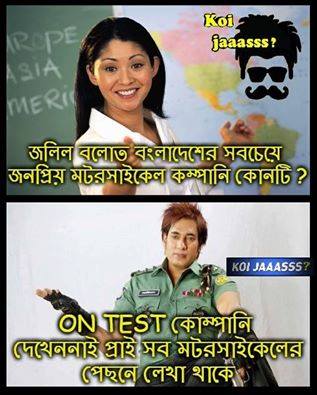 Koi
jaaasss?
ROPE
ASIA
MERIC
জলিল বলোত বংলাদেশের সবচেয়ে
জনপ্রিয় মটরসাইকেল কম্পানি কোনটি ?
KOI JAAASSS?
ON TEST কোম্পানি
দেখেননাই প্রাই সব মটরসাইকেলের
পেছনে লেখা থাকে